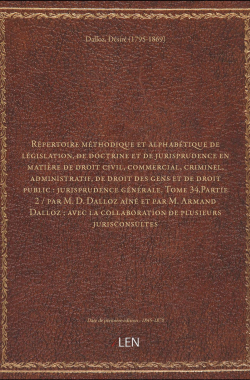 Dalloz, Désiré (1795-1869)
Répertoire méthodique et alphabétique de
législation, de doctrine et de jurisprudence en
matière de droit civil, commercial, criminel,
administratif, de droit des gens et de droit
public : jurisprudence générale. Tome 34,Partie
2 / par M. D. Dalloz aîné et par M. Armand
Dalloz ; avec la collaboration de plusieurs
jurisconsultes
LEN